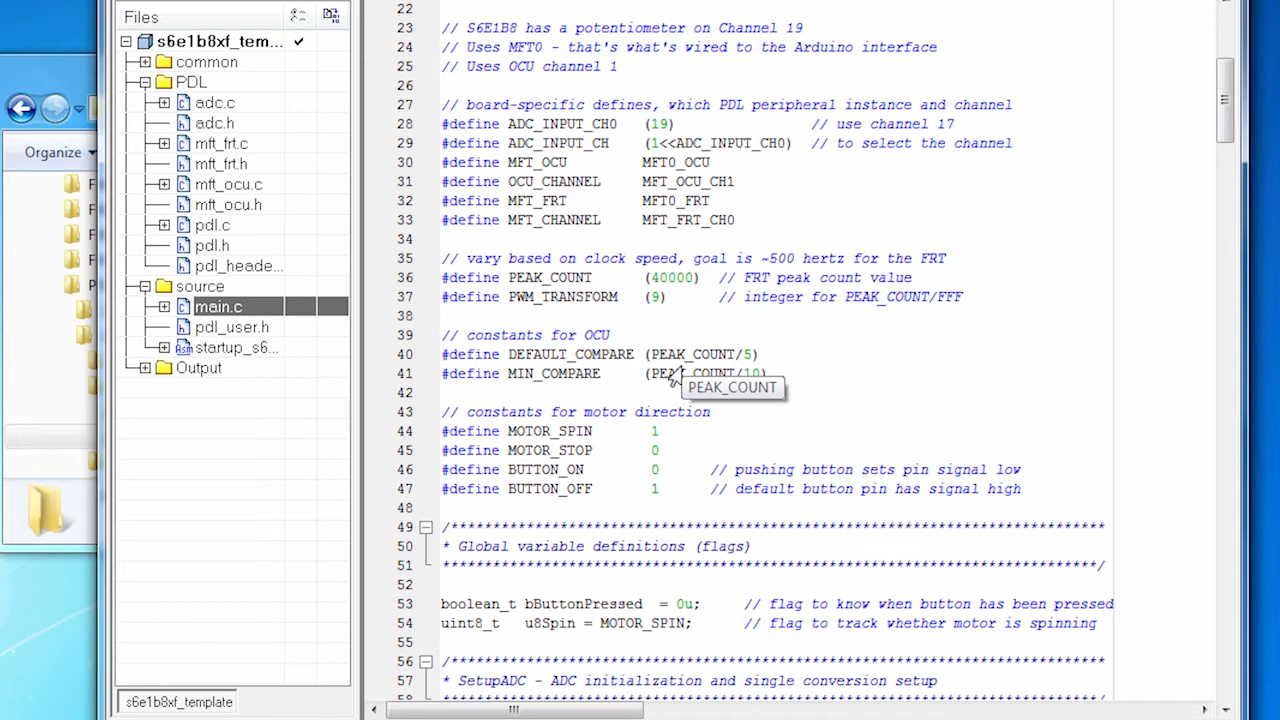 Files
s6e1b8xf_tem...
common
PDL
adc.c
adc.h
mft_frt.c
mft_frt.h
mft_ocu.c
mft_ocu.h
pdl.c
pdl.h
pdl_heade...
source
main.c
pdl_user.h
startup_s6...
Output
s6e1b8xf_template
Organize
22
23 // S6E1B8 has a potentiometer on Channel 19
24 // Uses MFT0 - that's what's wired to the Arduino interface
25 // Uses OCU channel 1
26
27 // board-specific defines, which PDL peripheral instance and channel
28 #define ADC_INPUT_CH0 (19) // use channel 17
29 #define ADC_INPUT_CH (1<<ADC_INPUT_CH0) // to select the channel
30 #define MFT_OCU MFT0_OCU
31 #define OCU_CHANNEL MFT_OCU_CH1
32 #define MFT_FRT MFT0_FRT
33 #define MFT_CHANNEL MFT_FRT_CH0
34
35 // vary based on clock speed, goal is ~500 hertz for the FRT
36 #define PEAK_COUNT (40000) // FRT peak count value
37 #define PWM_TRANSFORM (9) // integer for PEAK_COUNT/FFF
38
39 // constants for OCU
40 #define DEFAULT_COMPARE (PEAK_COUNT/5)
41 #define MIN_COMPARE (PEAK_COUNT/10)
PEAK_COUNT
42
43 // constants for motor direction
44 #define MOTOR_SPIN 1
45 #define MOTOR_STOP 0
46 #define BUTTON_ON 0 // pushing button sets pin signal low
47 #define BUTTON_OFF 1 // default button pin has signal high
48
49 /******************************************************************************
50 * Global variable definitions (flags)
51 ******************************************************************************/
52
53 boolean_t bButtonPressed = 0u; // flag to know when button has been pressed
54 uint8_t u8Spin = MOTOR_SPIN; // flag to track whether motor is spinning
55
56 /******************************************************************************
57 * SetupADC - ADC initialization and single conversion setup